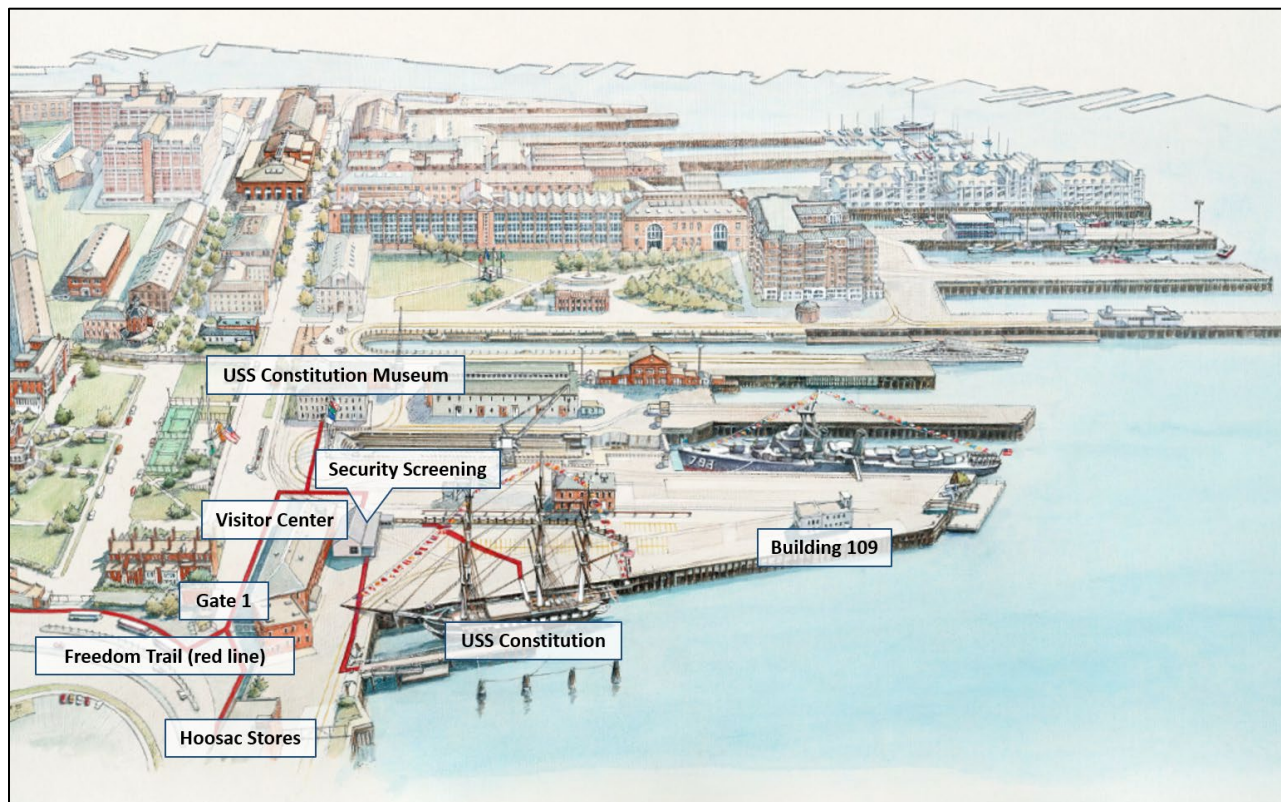 USS Constitution Museum
Security Screening
Visitor Center
783
Building 109
Gate 1
USS Constitution
Freedom Trail (red line)
Hoosac Stores